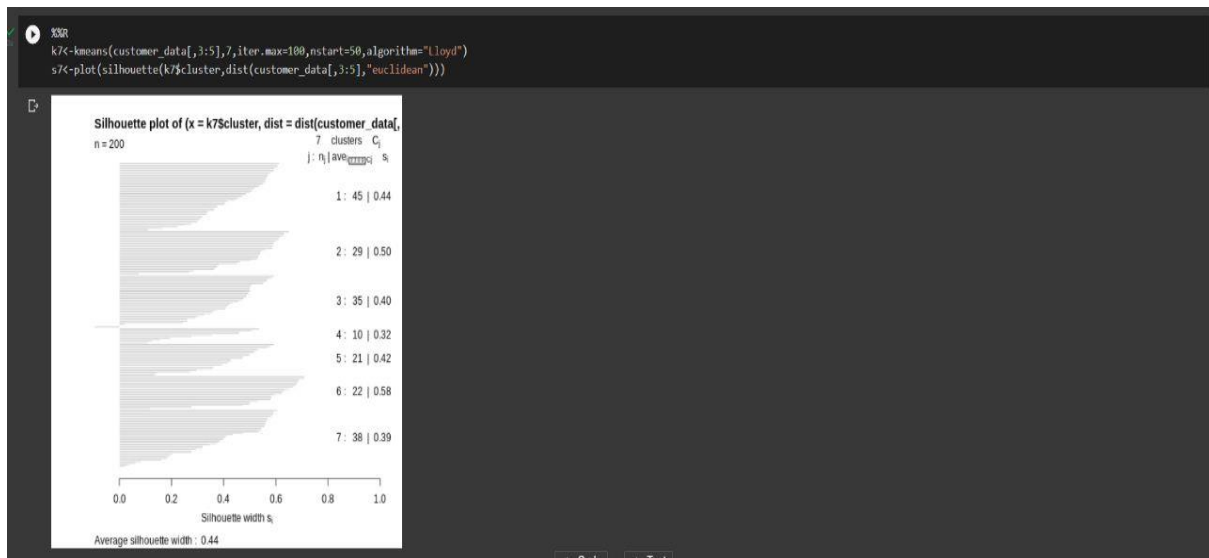 %%R
k7<-kmeans(customer_data[,3:5],7,iter.max=100,nstart=50,algorithm="Lloyd")
s7<-plot(silhouette(k7$cluster,dist(customer_data[,3:5],"euclidean")))
Silhouette plot of (x = k7$cluster, dist = dist(customer_data[,
n = 200
7 clusters Cj
j : nj | ave cj si
1 : 45 | 0.44
2 : 29 | 0.50
3 : 35 | 0.40
4 : 10 | 0.32
5 : 21 | 0.42
6 : 22 | 0.58
7 : 38 | 0.39
0.0 0.2 0.4 0.6 0.8 1.0
Silhouette width si
Average silhouette width : 0.44